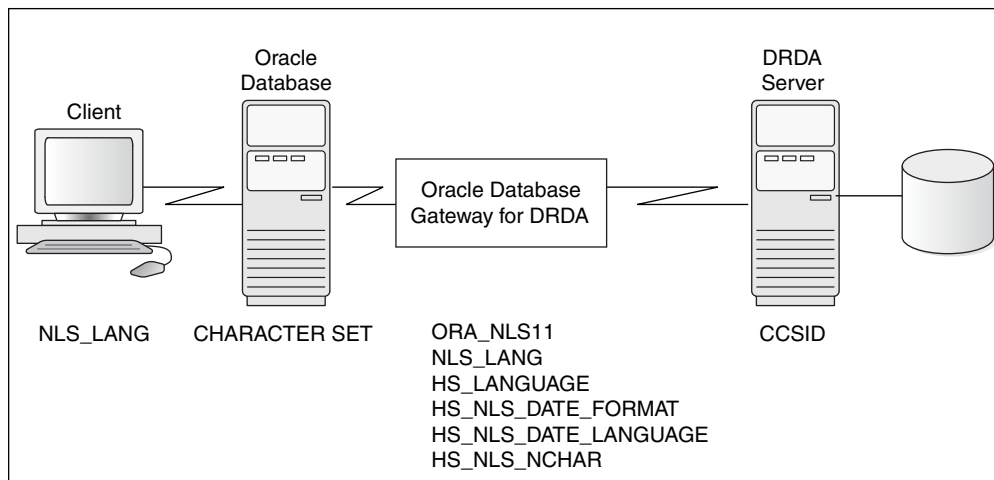 Client
Oracle
Database
DRDA
Server
Oracle Database
Gateway for DRDA
NLS_LANG
CHARACTER SET
ORA_NLS11
NLS_LANG
HS_LANGUAGE
HS_NLS_DATE_FORMAT
HS_NLS_DATE_LANGUAGE
HS_NLS_NCHAR
CCSID